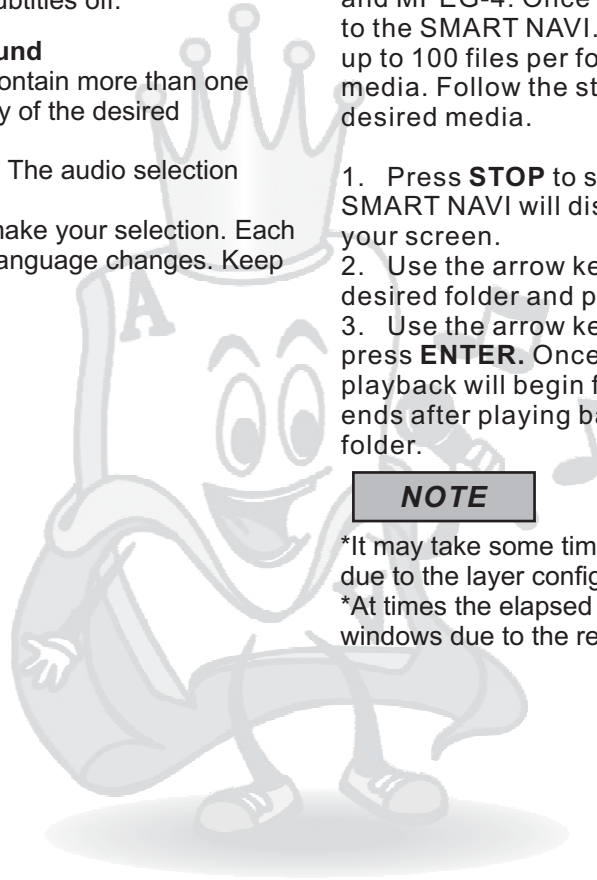 subtitles off.
und
ontain more than one
y of the desired
The audio selection
make your selection. Each
language changes. Keep
and MPEG-4. Once
to the SMART NAVI.
up to 100 files per fo
media. Follow the st
desired media.
1. Press STOP to s
SMART NAVI will dis
your screen.
2. Use the arrow ke
desired folder and p
3. Use the arrow ke
press ENTER. Once
playback will begin f
ends after playing ba
folder.
NOTE
*It may take some tim
due to the layer config
*At times the elapsed
windows due to the re
A